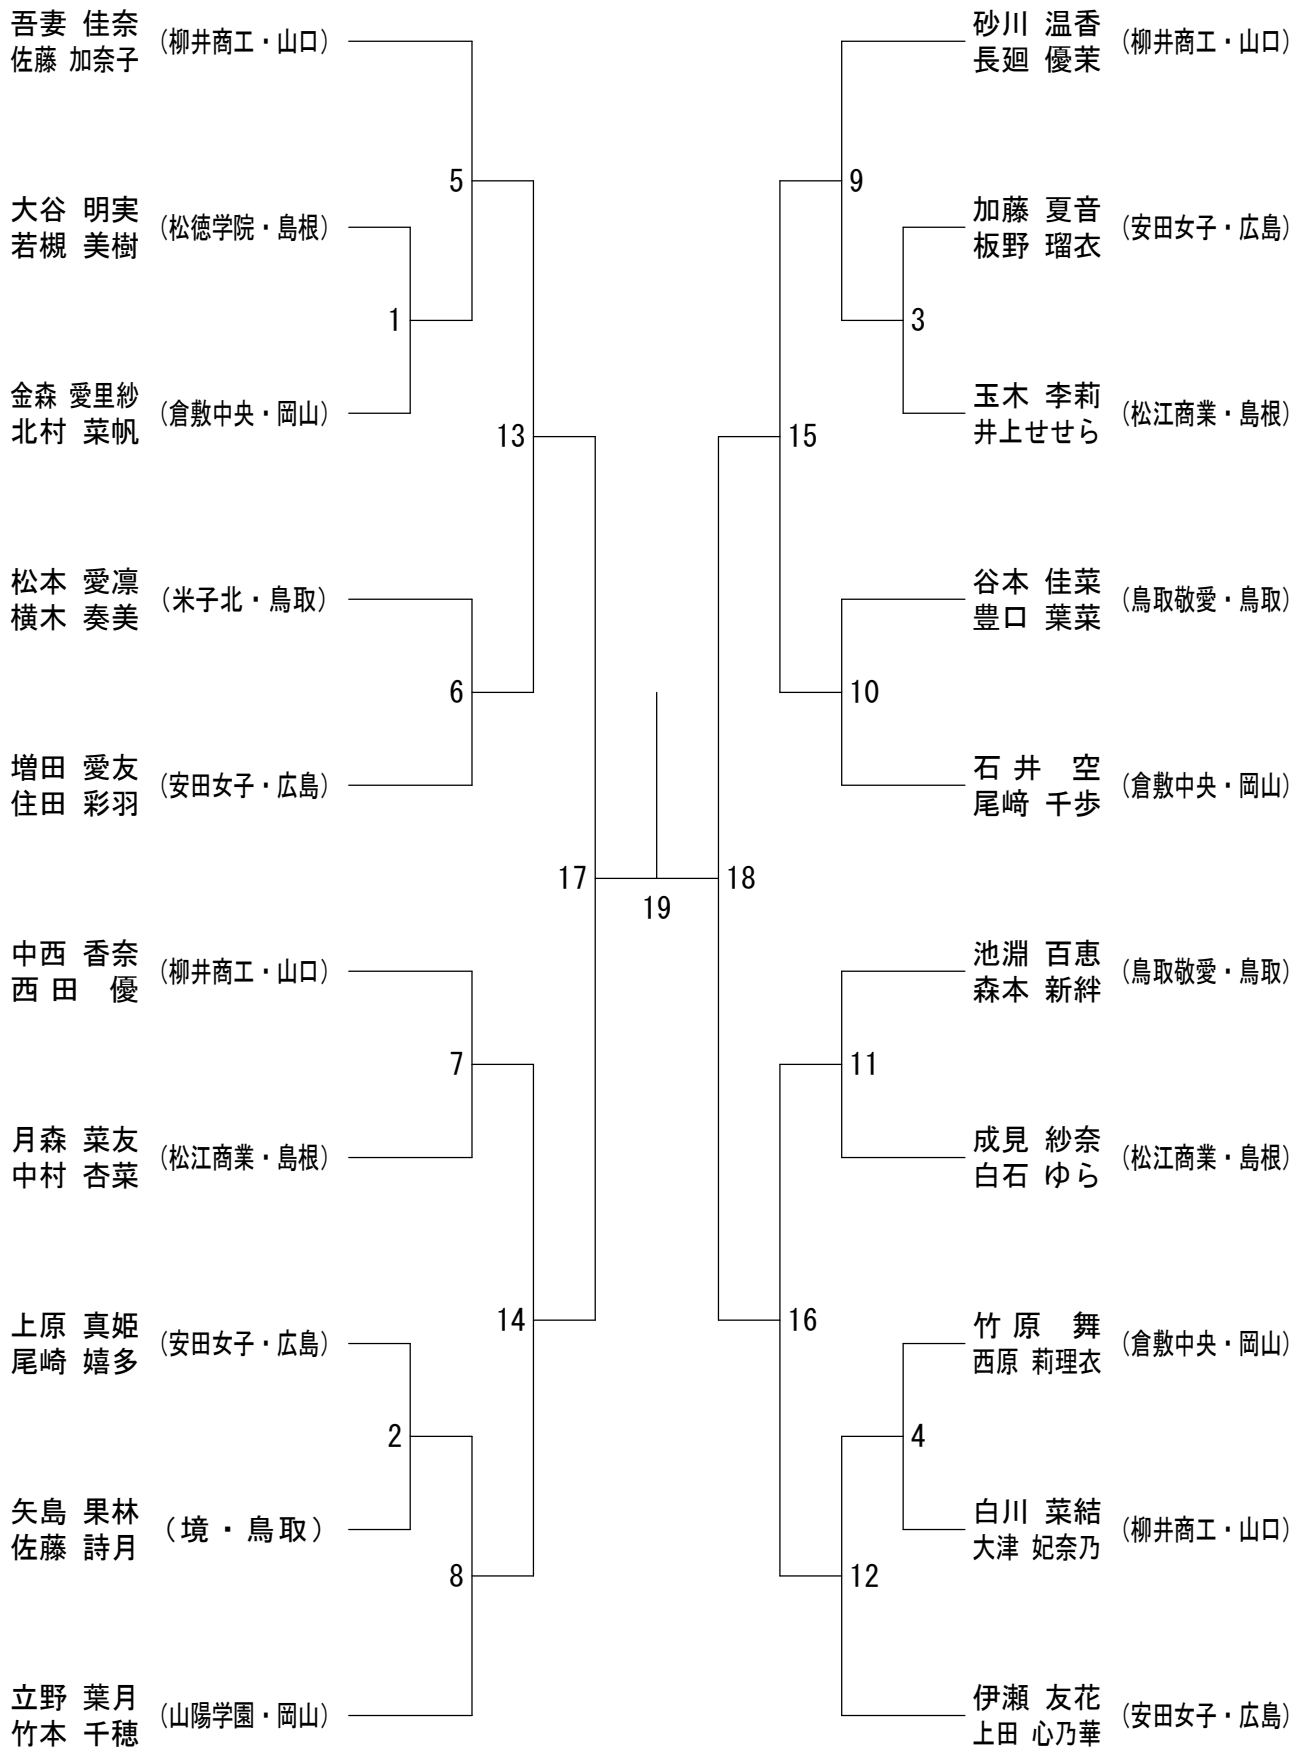 吾妻 佳奈
佐藤 加奈子
(柳井商工・山口)
大谷 明実
若槻 美樹
(松徳学院・島根)
金森 愛里紗
北村 菜帆
(倉敷中央・岡山)
松本 愛凛
横木 奏美
(米子北・鳥取)
増田 愛友
住田 彩羽
(安田女子・広島)
中西 香奈
西田 優
(柳井商工・山口)
月森 菜友
中村 杏菜
(松江商業・島根)
上原 真姫
尾崎 嬉多
(安田女子・広島)
矢島 果林
佐藤 詩月
(境・鳥取)
立野 葉月
竹本 千穂
(山陽学園・岡山)
5
1
13
6
17
7
14
2
8
19
9
3
15
10
18
11
16
4
12
砂川 温香
長廻 優茉
(柳井商工・山口)
加藤 夏音
板野 瑠衣
(安田女子・広島)
玉木 李莉
井上せせら
(松江商業・島根)
谷本 佳菜
豊口 葉菜
(鳥取敬愛・鳥取)
石井 空
尾﨑 千歩
(倉敷中央・岡山)
池淵 百恵
森本 新絆
(鳥取敬愛・鳥取)
成見 紗奈
白石 ゆら
(松江商業・島根)
竹原 舞
西原 莉理衣
(倉敷中央・岡山)
白川 菜結
大津 妃奈乃
(柳井商工・山口)
伊瀬 友花
上田 心乃華
(安田女子・広島)